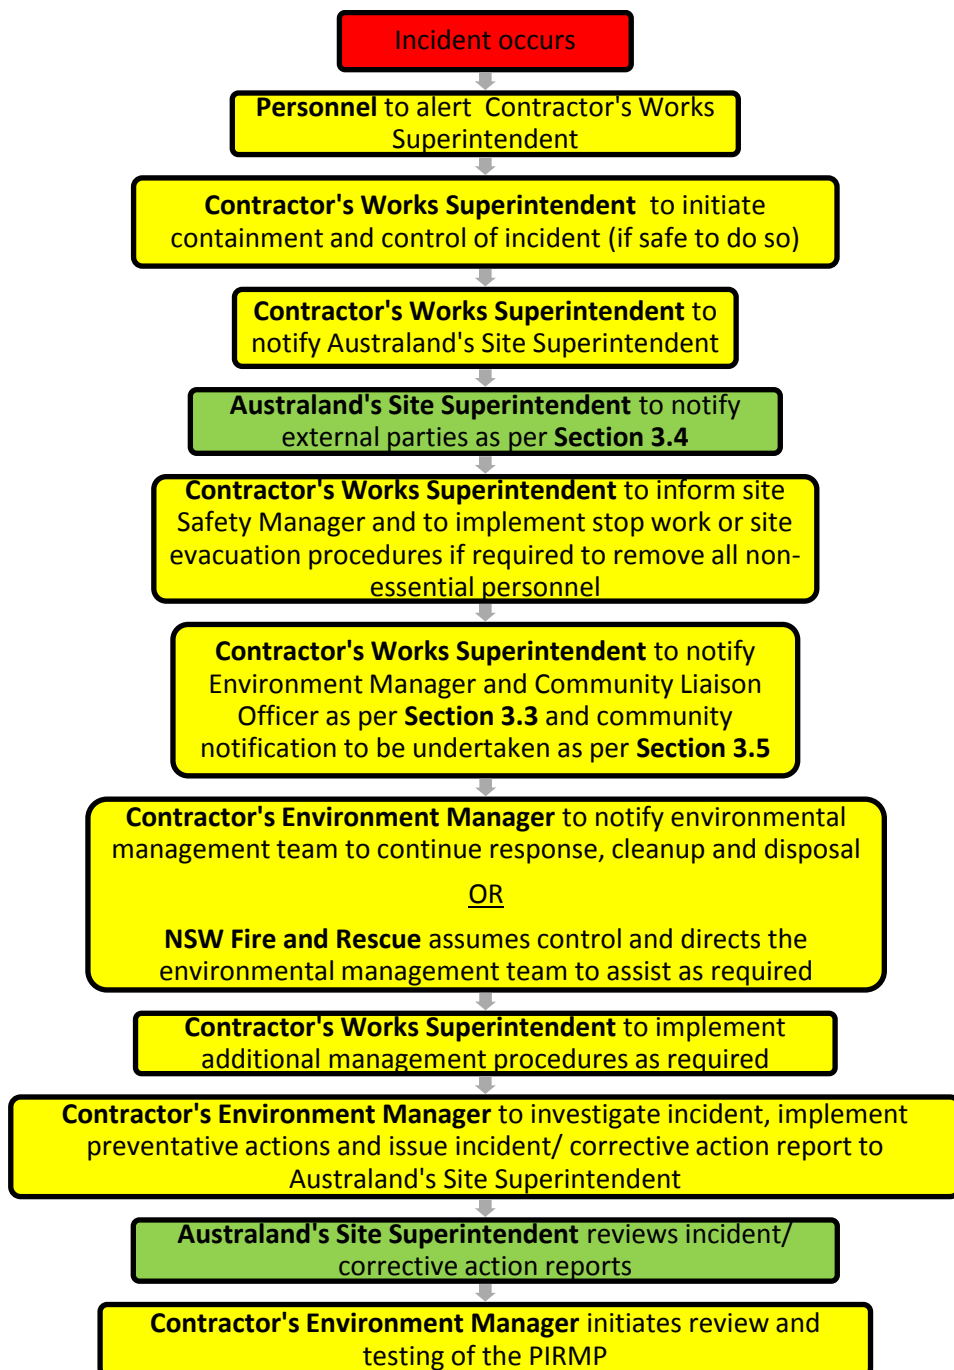 Incident occurs
Personnel to alert Contractor's Works
Superintendent
Contractor's Works Superintendent to initiate
containment and control of incident (if safe to do so)
Contractor's Works Superintendent to
notify Australand's Site Superintendent
Australand's Site Superintendent to notify
external parties as per Section 3.4
Contractor's Works Superintendent to inform site
Safety Manager and to implement stop work or site
evacuation procedures if required to remove all non-
essential personnel
Contractor's Works Superintendent to notify
Environment Manager and Community Liaison
Officer as per Section 3.3 and community
notification to be undertaken as per Section 3.5
Contractor's Environment Manager to notify environmental
management team to continue response, cleanup and disposal
OR
NSW Fire and Rescue assumes control and directs the
environmental management team to assist as required
Contractor's Works Superintendent to implement
additional management procedures as required
Contractor's Environment Manager to investigate incident, implement
preventative actions and issue incident/ corrective action report to
Australand's Site Superintendent
Australand's Site Superintendent reviews incident/
corrective action reports
Contractor's Environment Manager initiates review and
testing of the PIRMP